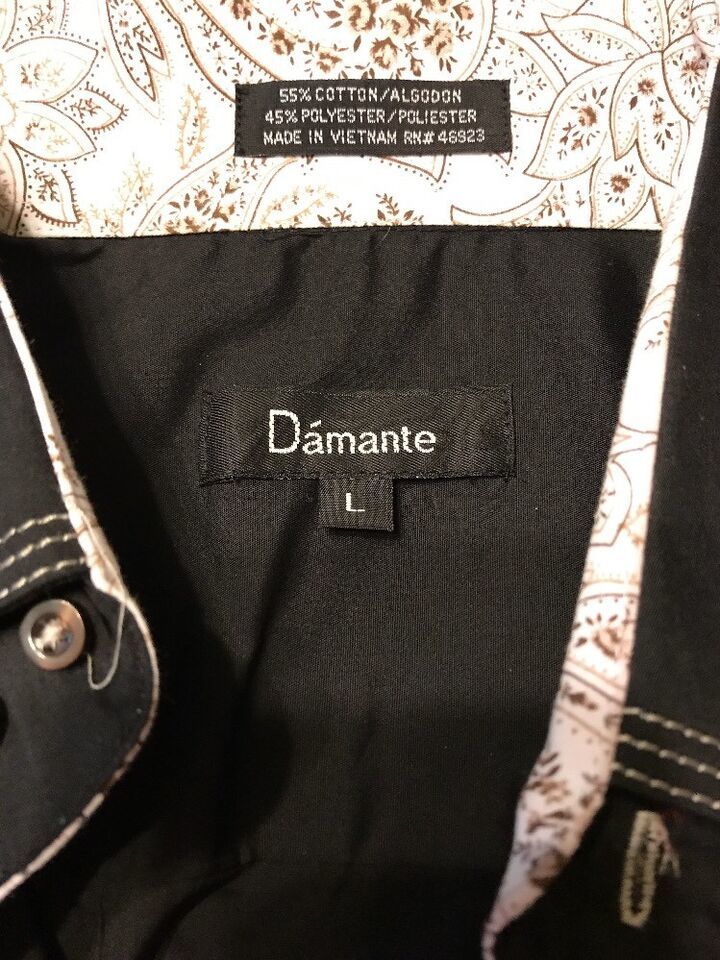 55% COTTON/ALGODON
45% POLYESTER/POLIESTER
MADE IN VIETNAM RN# 46923
Dámante
L